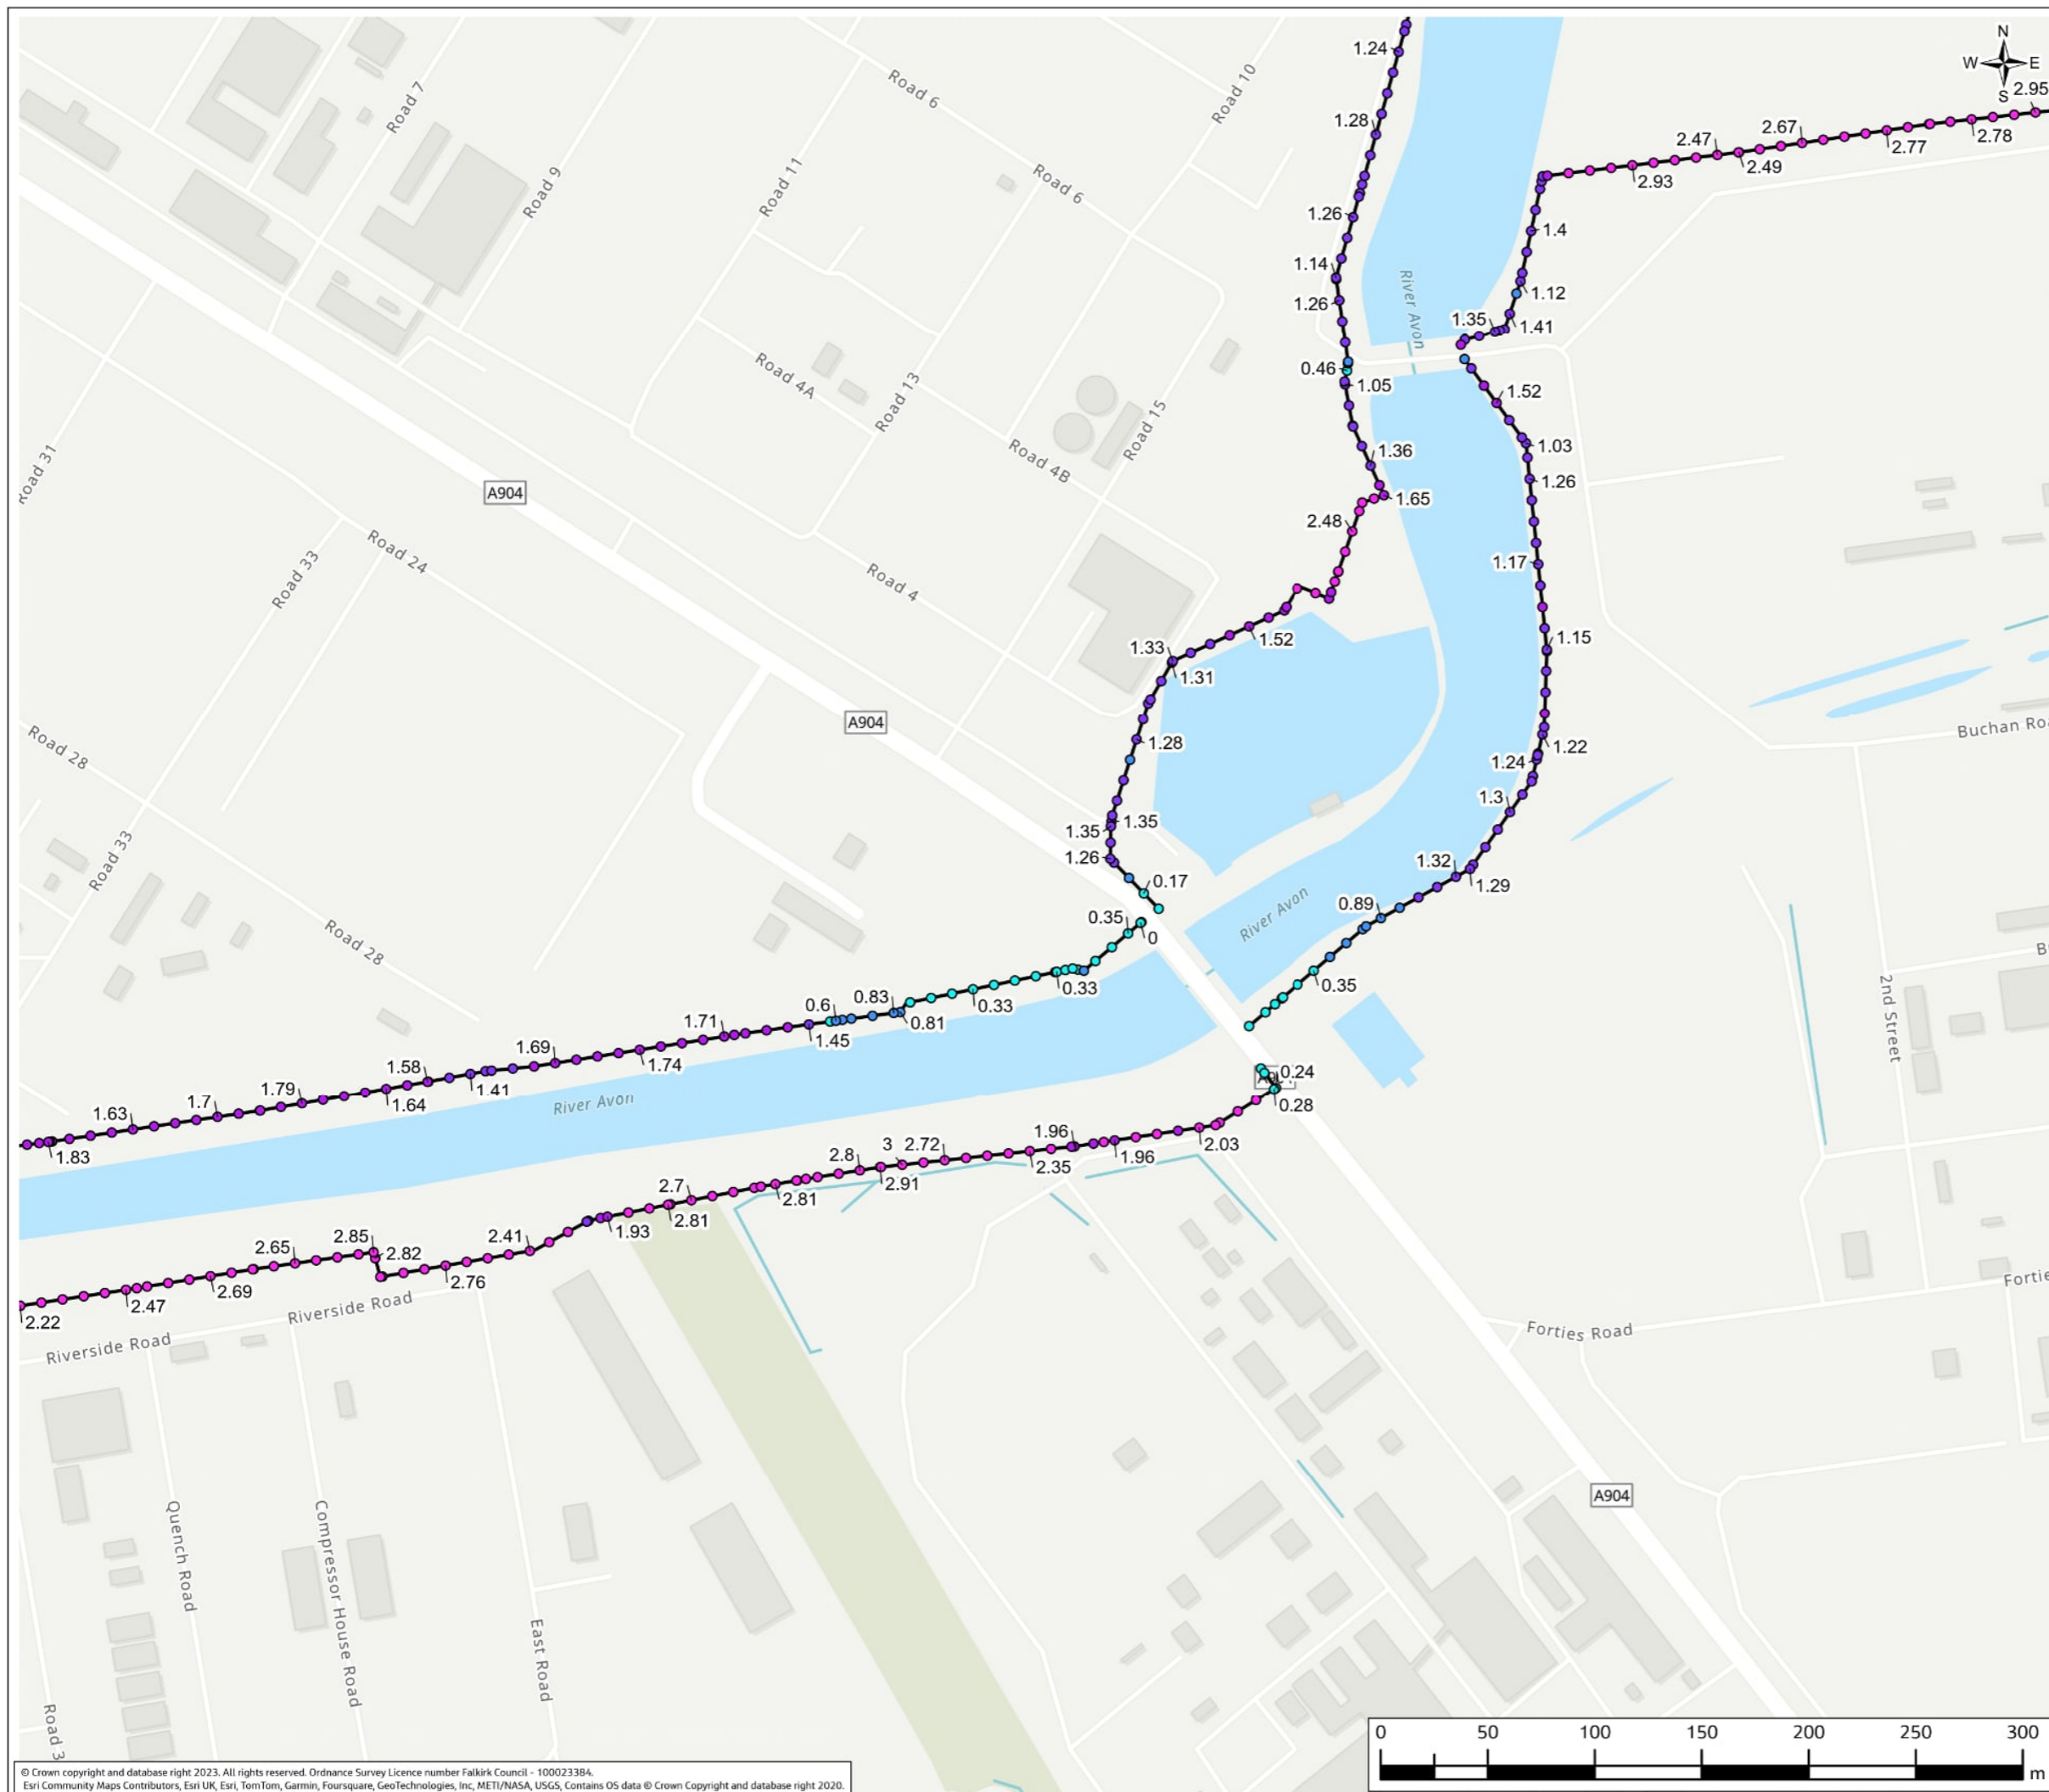 N
W E
S
1.24
2.95
Road 7
Road 6
Road 10
1.28
2.47
2.67
2.78
2.77
2.49
2.93
Road 11
Road 6
Road 9
1.26
1.4
1.14
1.26
River Avon
1.12
1.35
1.41
0.46
1.05
Road 4A
Road 13
Road 15
1.52
Road 31
Road 4B
1.36
1.03
1.26
A904
1.65
2.48
Road 24
Road 33
Road 4
1.17
1.52
1.15
1.33
1.31
A904
Buchan Roa
Road 28
1.28
1.22
1.24
1.3
1.35
1.35
Road 33
1.26
1.32
1.29
0.17
0.89
River Avon
0.35
0
Road 28
0.33
0.33
0.35
2nd Street
B
0.6
0.83
0.81
1.71
1.45
1.69
1.74
1.58
1.41
1.79
1.64
1.7
1.63
1.83
River Avon
0.24
0.28
1.96
2.03
1.96
2.35
3
2.72
2.8
2.91
2.7
2.81
2.81
1.93
2.41
2.85
2.82
2.76
2.65
2.69
2.47
2.22
Riverside Road
Riverside Road
Forties Road
Fortie
A904
Quench Road
Compressor House Road
East Road
Road 3
0 50 100 150 200 250 300
m
© Crown copyright and database right 2023. All rights reserved. Ordnance Survey Licence number Falkirk Council - 100023384.
Esri Community Maps Contributors, Esri UK, Esri, TomTom, Garmin, Foursquare, GeoTechnologies, Inc, METI/NASA, USGS, Contains OS data © Crown Copyright and database right 2020.